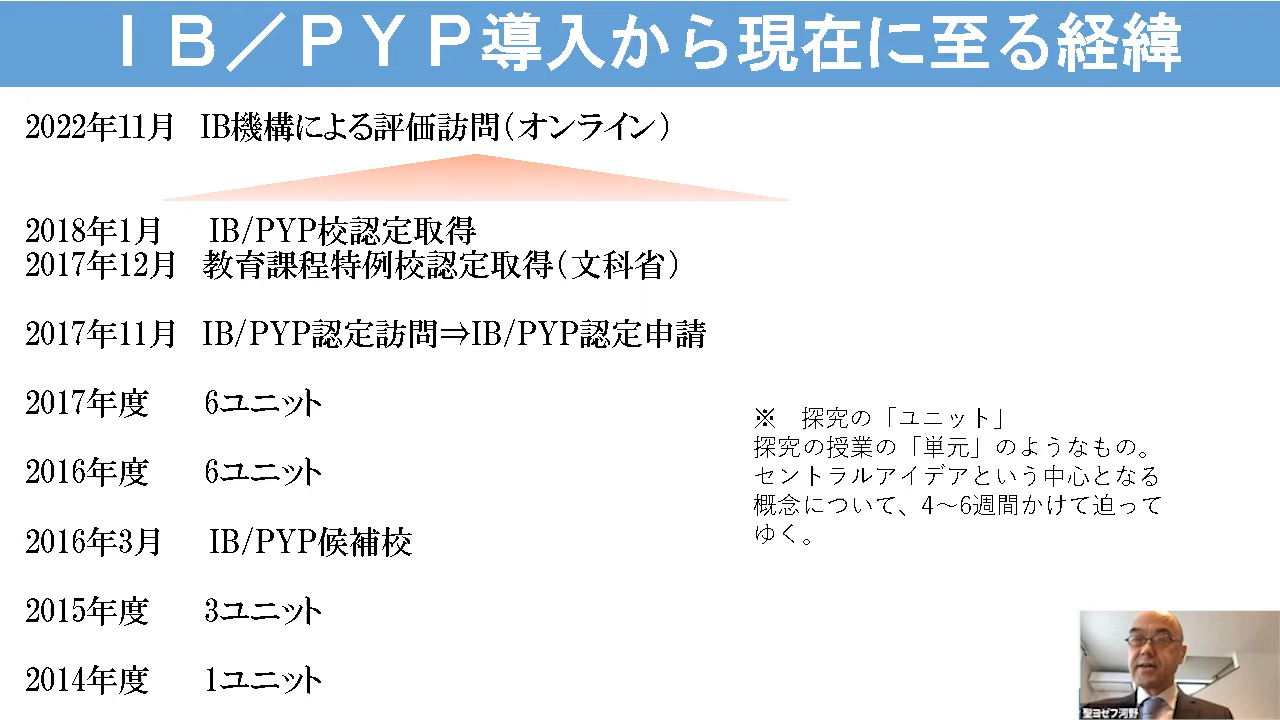 ＩＢ／ＰＹＰ導入から現在に至る経緯
2022年11月　IB機構による評価訪問（オンライン）
2018年1月　IB/PYP校認定取得
2017年12月　教育課程特例校認定取得（文科省）
2017年11月　IB/PYP認定訪問⇒IB/PYP認定申請
2017年度　6ユニット
2016年度　6ユニット
2016年3月　IB/PYP候補校
2015年度　3ユニット
2014年度　1ユニット
※　探究の「ユニット」
探究の授業の「単元」のようなもの。
セントラルアイデアという中心となる
概念について、4～6週間かけて迫って
ゆく。
聖ヨゼフ河野